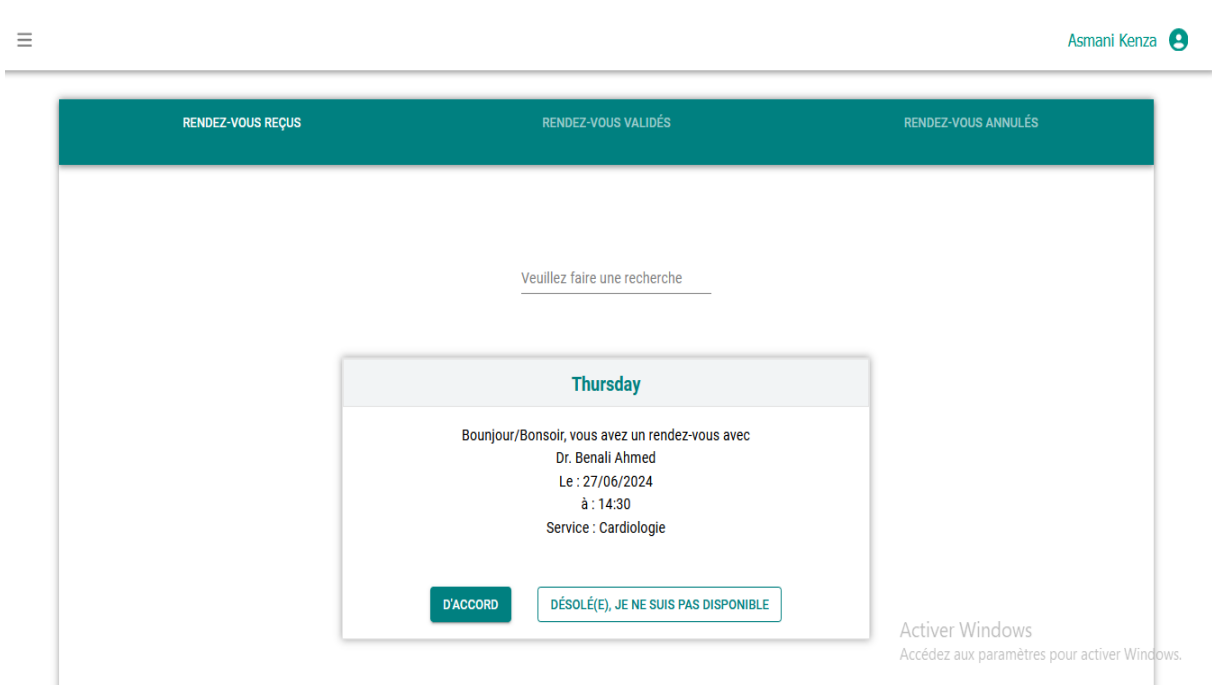 Asmani Kenza
RENDEZ-VOUS REÇUS
RENDEZ-VOUS VALIDÉS
RENDEZ-VOUS ANNULÉS
Veuillez faire une recherche
Thursday
Bounjour/Bonsoir, vous avez un rendez-vous avec
Dr. Benali Ahmed
Le : 27/06/2024
à : 14:30
Service : Cardiologie
D'ACCORD
DÉSOLÉ(E), JE NE SUIS PAS DISPONIBLE
Activer Windows
Accédez aux paramètres pour activer Windows.